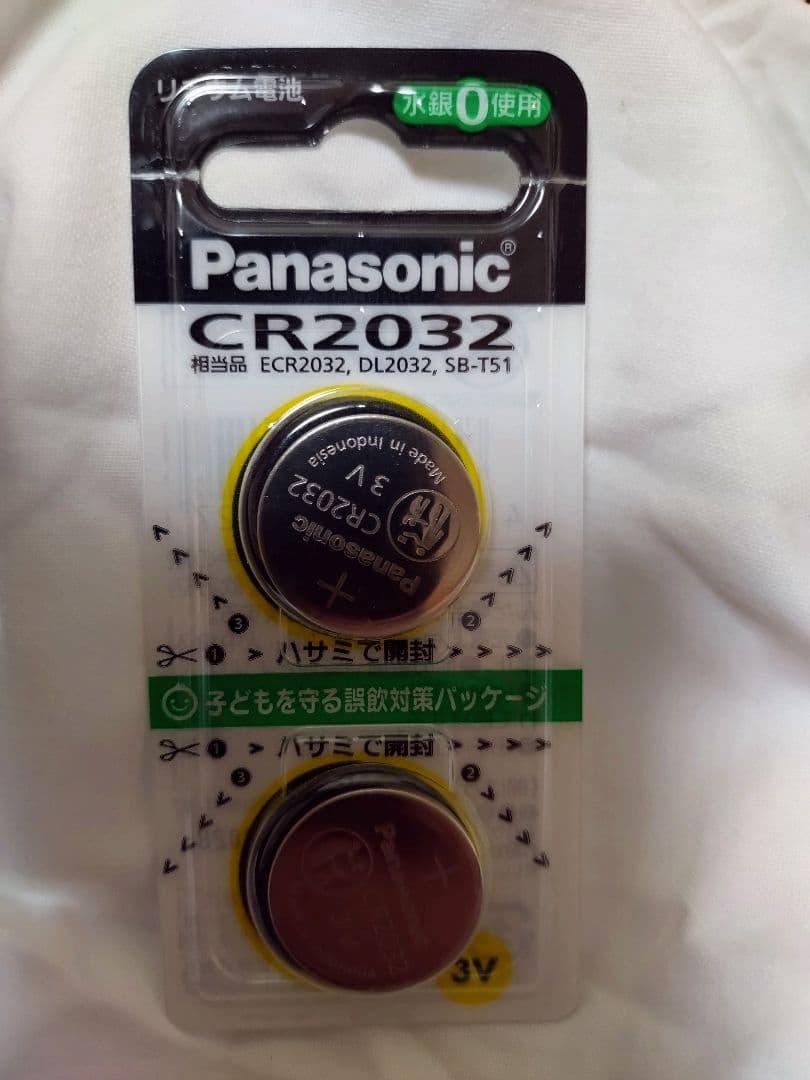 リチウム電池
水銀0使用
Panasonic®
CR2032
相当品 ECR2032, DL2032, SB-T51
Made in Indonesia
3V
CR2032
Panasonic
+
3 2
1 ハサミで開封
子どもを守る誤飲対策パッケージ
1 ハサミで開封
3 2
Panasonic
CR2032
3V
+
3V